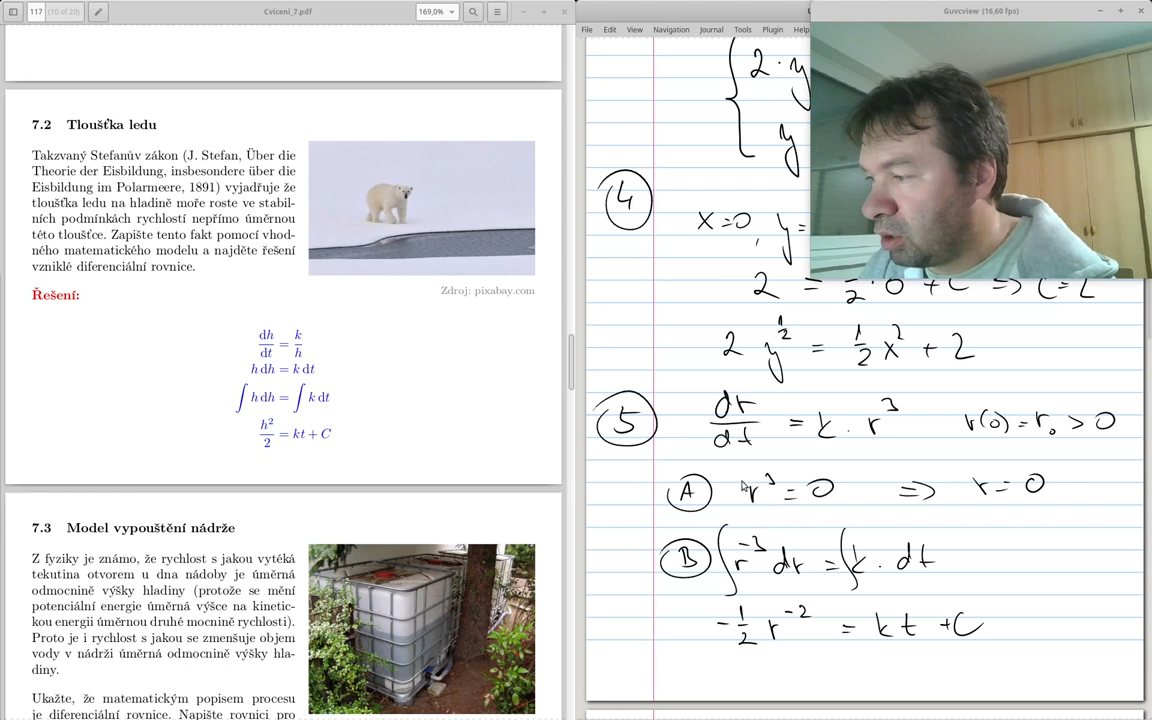 117 (10 of 20)
Cviceni_7.pdf
169,0%
7.2 Tloušťka ledu
Takzvaný Stefanův zákon (J. Stefan, Über die
Theorie der Eisbildung, insbesondere über die
Eisbildung im Polarmeere, 1891) vyjadřuje že
tloušťka ledu na hladině moře roste ve stabil-
ních podmínkách rychlostí nepřímo úměrnou
této tloušťce. Zapište tento fakt pomocí vhod-
ného matematického modelu a najděte řešení
vzniklé diferenciální rovnice.
Zdroj: pixabay.com
Řešení:
dh/dt = k/h
h dh = k dt
∫ h dh = ∫ k dt
h²/2 = kt + C
7.3 Model vypouštění nádrže
Z fyziky je známo, že rychlost s jakou vytéká
tekutina otvorem u dna nádoby je úměrná
odmocnině výšky hladiny (protože se mění
potenciální energie úměrná výšce na kinetic-
kou energii úměrnou druhé mocnině rychlosti).
Proto je i rychlost s jakou se zmenšuje objem
vody v nádrži úměrná odmocnině výšky hla-
diny.
Ukažte, že matematickým popisem procesu
je diferenciální rovnice. Napište rovnici pro
Guvcview (16,60 fps)
File Edit View Navigation Journal Tools Plugin Help
2 · y
y
4
x=0, y=
2 = 1/2 · 0 + C => C=2
2 y^1/2 = 1/2 x² + 2
5 dr/dt = k . r³ r(0) = r₀ > 0
A r³ = 0 => r = 0
B ∫ r⁻³ dr = ∫ k . dt
-1/2 r⁻² = kt + C